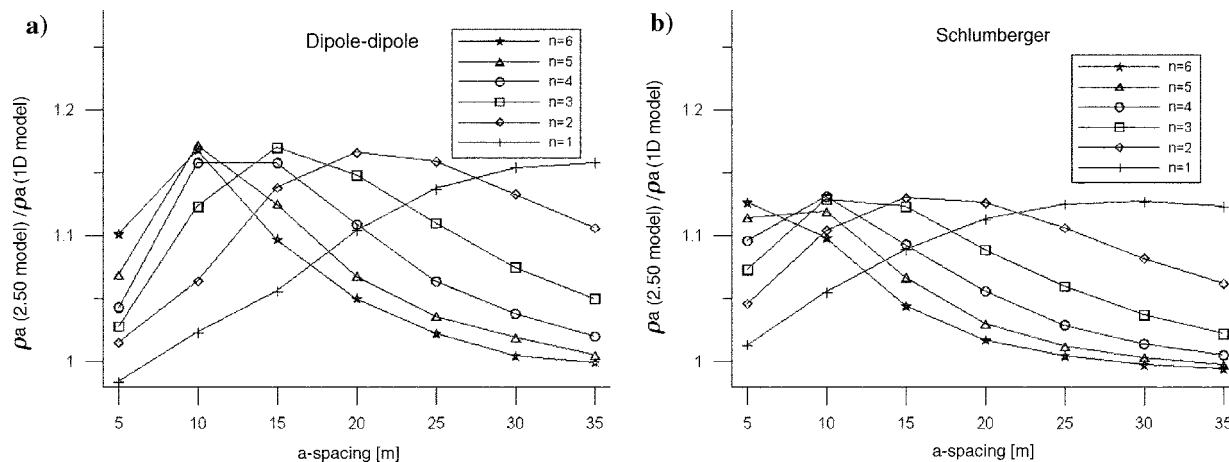 a)
Dipole-dipole
n=6
n=5
n=4
n=3
n=2
n=1
ρa (2.50 model) / ρa (1D model)
1.2
1.1
1
5 10 15 20 25 30 35
a-spacing [m]
b)
Schlumberger
n=6
n=5
n=4
n=3
n=2
n=1
ρa (2.50 model) / ρa (1D model)
1.2
1.1
1
5 10 15 20 25 30 35
a-spacing [m]